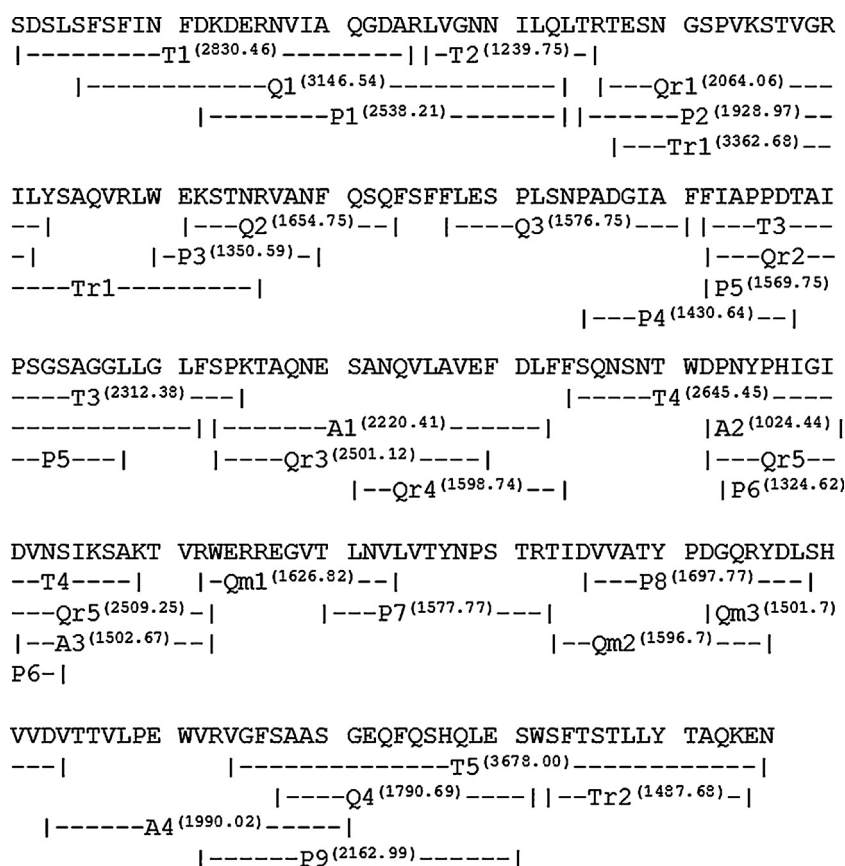 SDSLSFSFIN FDKDERNVIA QGDARLVGNN ILQLTRTESN GSPVKSTVGR
|---------T1(2830.46)--------||-T2(1239.75)-|
|---------Q1(3146.54)----------| |---Qr1(2064.06)--
|-------P1(2538.21)-------||------P2(1928.97)--
|---Tr1(3362.68)--
ILYSAQVRLW EKSTNRVANF QSQFSFFLES PLSNPADGIA FFIAPPDTAI
--| |---Q2(1654.75)---| |----Q3(1576.75)----||---T3---
-| |-P3(1350.59)-| |---Qr2--
----Tr1---------| |P5(1569.75)
|---P4(1430.64)--|
PSGSAGGLLG LFSPKTAQNE SANQVLAVEF DLFFSQNSNT WDPNYPHIGI
----T3(2312.38)---| |-----T4(2645.45)-----
------------||-------A1(2220.41)------| |A2(1024.44)|
--P5---| |----Qr3(2501.12)----| |---Qr5---
|--Qr4(1598.74)--| |P6(1324.62)
DVNSIKSAKT VRWERREGVT LNVLVTYNPS TRTIDVVATY PDGQRYDLSH
--T4----| |-Qm1(1626.82)---| |---P8(1697.77)---|
---Qr5(2509.25)-| |---P7(1577.77)---| |Qm3(1501.7)
|--A3(1502.67)--| |--Qm2(1596.7)---|
P6-|
VVDVTTVLPE WVRVGFSAAS GEQFQSHQLE SWSFTSTLLY TAQKEN
---| |-------------T5(3678.00)------------|
|----Q4(1790.69)----||--Tr2(1487.68)-|
|------A4(1990.02)------|
|------P9(2162.99)------|